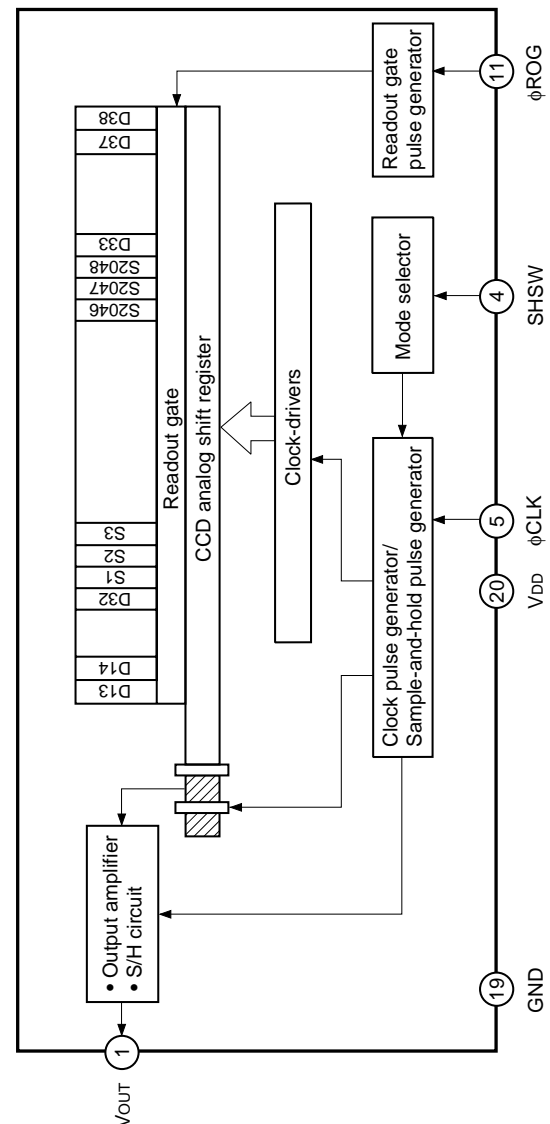 D13
D14
D32
S1
S2
S3
S2046
S2047
S2048
D33
D37
D38
Readout gate
CCD analog shift register
Clock-drivers
Readout gate
pulse generator
11
φROG
Mode selector
4
SHSW
Clock pulse generator/
Sample-and-hold pulse generator
5
φCLK
20
VDD
• Output amplifier
• S/H circuit
1
VOUT
19
GND